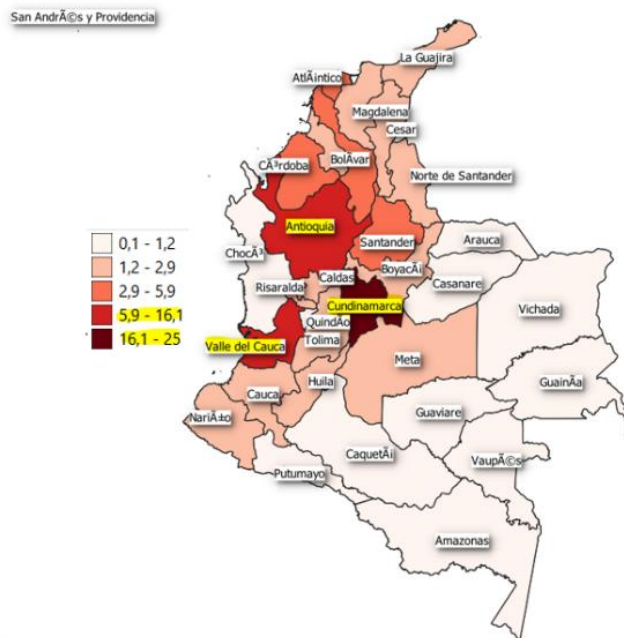 San AndrÃ©s y Providencia
La Guajira
AtlÃ¡ntico
Magdalena
Cesar
CÃ³rdoba
BolÃ­var
Norte de Santander
Antioquia
Santander
Arauca
ChocÃ³
BoyacÃ¡
Caldas
Casanare
Risaralda
Cundinamarca
Vichada
QuindÃ­o
Valle del Cauca
Tolima
Meta
GuainÃ­a
Huila
Cauca
Guaviare
NariÃ±o
CaquetÃ¡
VaupÃ©s
Putumayo
Amazonas
0,1 - 1,2
1,2 - 2,9
2,9 - 5,9
5,9 - 16,1
16,1 - 25